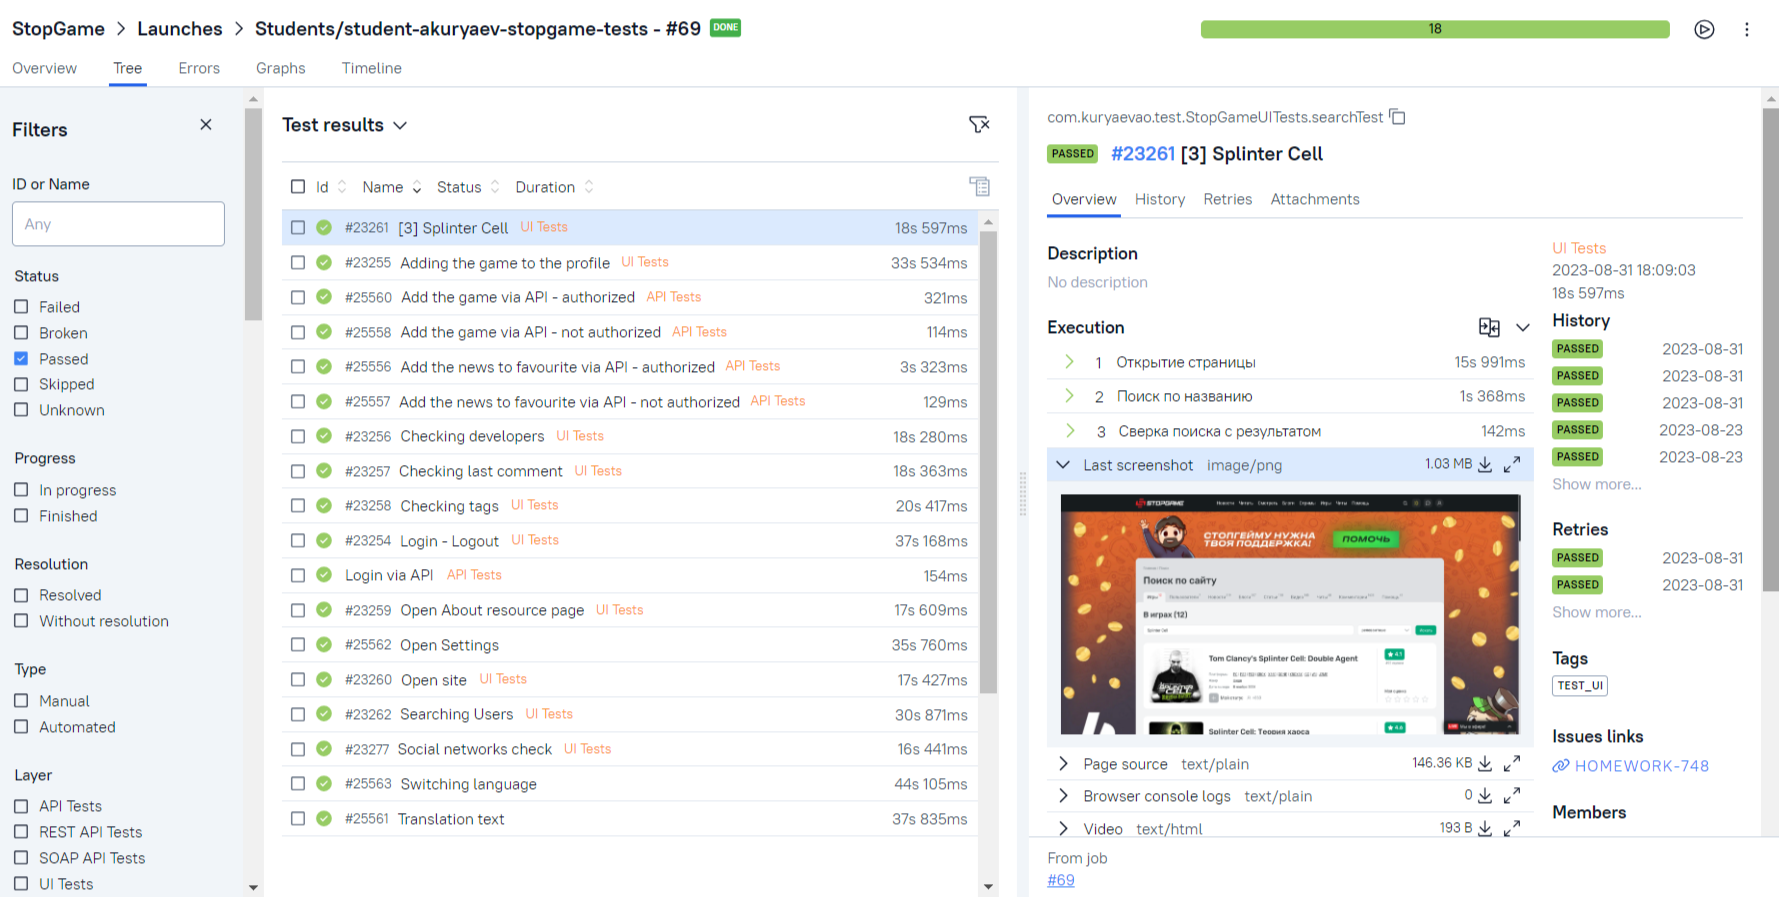 StopGame > Launches > Students/student-akuryaev-stopgame-tests - #69 DONE
18
Overview Tree Errors Graphs Timeline
Filters
ID or Name
Any
Status
Failed
Broken
Passed
Skipped
Unknown
Progress
In progress
Finished
Resolution
Resolved
Without resolution
Type
Manual
Automated
Layer
API Tests
REST API Tests
SOAP API Tests
UI Tests
Test results
Id Name Status Duration
#23261 [3] Splinter Cell UI Tests 18s 597ms
#23255 Adding the game to the profile UI Tests 33s 534ms
#25560 Add the game via API - authorized API Tests 321ms
#25558 Add the game via API - not authorized API Tests 114ms
#25556 Add the news to favourite via API - authorized API Tests 3s 323ms
#25557 Add the news to favourite via API - not authorized API Tests 129ms
#23256 Checking developers UI Tests 18s 280ms
#23257 Checking last comment UI Tests 18s 363ms
#23258 Checking tags UI Tests 20s 417ms
#23254 Login - Logout UI Tests 37s 168ms
Login via API API Tests 154ms
#23259 Open About resource page UI Tests 17s 609ms
#25562 Open Settings 35s 760ms
#23260 Open site UI Tests 17s 427ms
#23262 Searching Users UI Tests 30s 871ms
#23277 Social networks check UI Tests 16s 441ms
#25563 Switching language 44s 105ms
#25561 Translation text 37s 835ms
com.kuryaevao.test.StopGameUITests.searchTest
PASSED #23261 [3] Splinter Cell
Overview History Retries Attachments
Description
No description
Execution
1 Открытие страницы 15s 991ms
2 Поиск по названию 1s 368ms
3 Сверка поиска с результатом 142ms
Last screenshot image/png 1.03 MB
STOPGAME
СТОПГЕЙМУ НУЖНА
ТВОЯ ПОДДЕРЖКА!
ПОМОЧЬ
Поиск по сайту
В играх (12)
Splinter Cell
Tom Clancy's Splinter Cell: Double Agent
Splinter Cell: Теория хаоса
Page source text/plain 146.36 KB
Browser console logs text/plain 0
Video text/html 193 B
From job
#69
UI Tests
2023-08-31 18:09:03
18s 597ms
History
PASSED 2023-08-31
PASSED 2023-08-31
PASSED 2023-08-31
PASSED 2023-08-23
PASSED 2023-08-23
Show more...
Retries
PASSED 2023-08-31
PASSED 2023-08-31
Show more...
Tags
TEST_UI
Issues links
HOMEWORK-748
Members